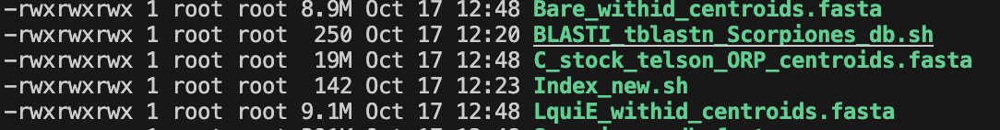 -rwxrwxrwx 1 root root 8.9M Oct 17 12:48 Bare_withid_centroids.fasta
-rwxrwxrwx 1 root root  250 Oct 17 12:20 BLASTI_tblastn_Scorpiones_db.sh
-rwxrwxrwx 1 root root  19M Oct 17 12:48 C_stock_telson_ORP_centroids.fasta
-rwxrwxrwx 1 root root  142 Oct 17 12:23 Index_new.sh
-rwxrwxrwx 1 root root 9.1M Oct 17 12:48 LquiE_withid_centroids.fasta